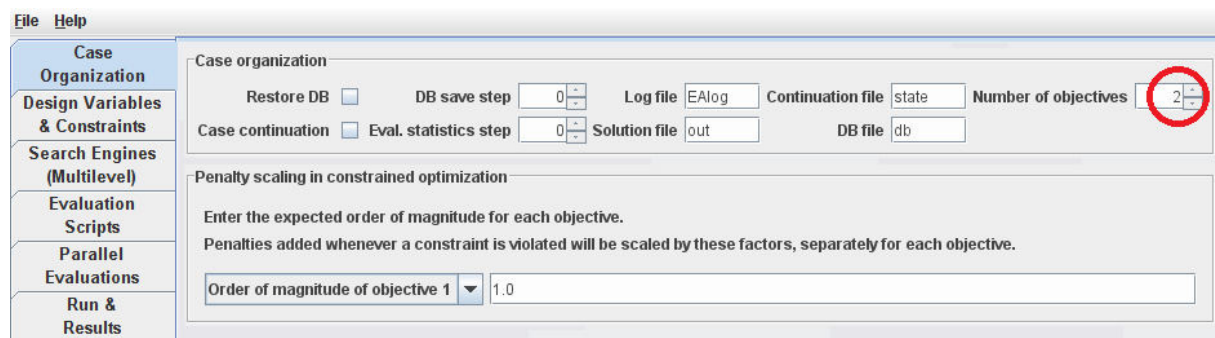 File Help
Case
Organization
Design Variables
& Constraints
Search Engines
(Multilevel)
Evaluation
Scripts
Parallel
Evaluations
Run &
Results
Case organization
Restore DB DB save step 0 Log file EAlog Continuation file state Number of objectives 2
Case continuation Eval. statistics step 0 Solution file out DB file db
Penalty scaling in constrained optimization
Enter the expected order of magnitude for each objective.
Penalties added whenever a constraint is violated will be scaled by these factors, separately for each objective.
Order of magnitude of objective 1 1.0